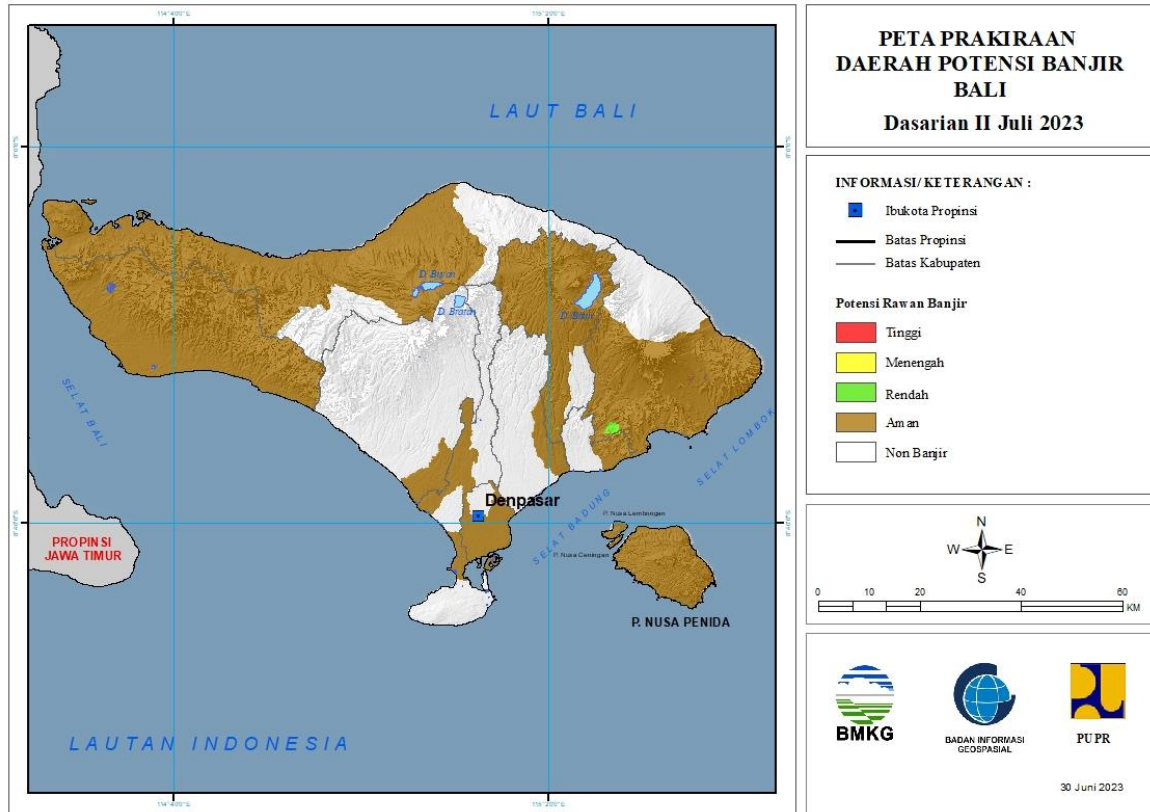 PETA PRAKIRAAN
DAERAH POTENSI BANJIR
BALI
Dasarian II Juli 2023
INFORMASI/ KETERANGAN :
Ibukota Propinsi
Batas Propinsi
Batas Kabupaten
Potensi Rawan Banjir
Tinggi
Menengah
Rendah
Aman
Non Banjir
N
W E
S
0 10 20 40 60
KM
BMKG
BADAN INFORMASI
GEOSPASIAL
PUPR
30 Juni 2023
LAUT BALI
D. Bratan
SELAT BALI
SELAT LOMBOK
Denpasar
SELAT BADUNG
P. Nusa Lembongan
P. Nusa Ceningan
PROPINSI
JAWA TIMUR
P. NUSA PENIDA
LAUTAN INDONESIA